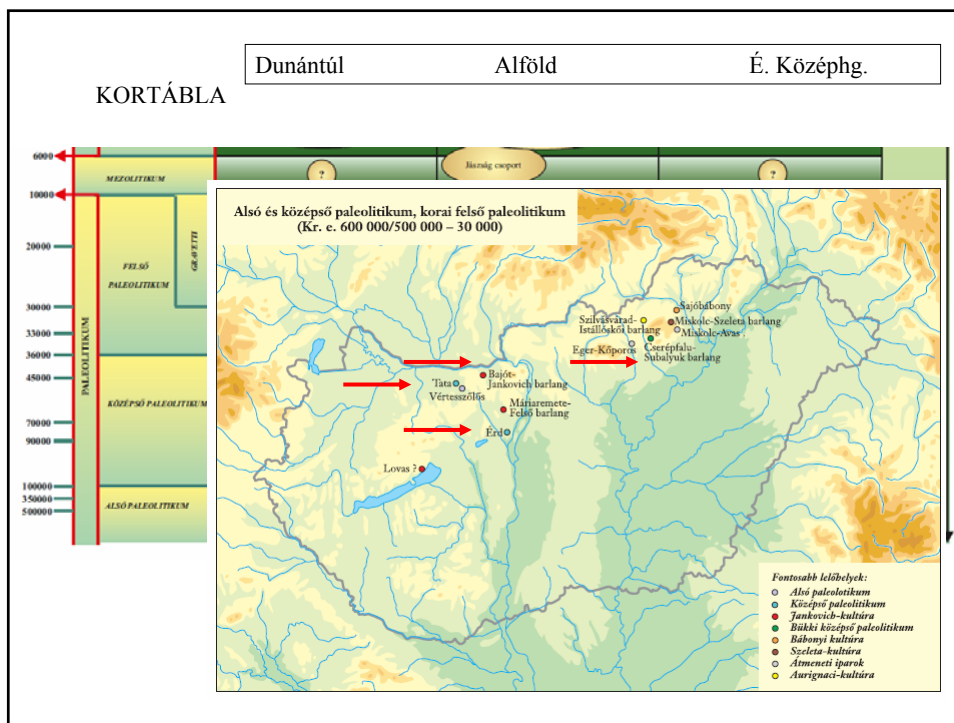 Dunántúl Alföld É. Középhg.
KORTÁBLA
6000
MEZOLITIKUM
?
Jászság csoport
?
10000
20000
30000
33000
36000
45000
70000
90000
100000
350000
500000
PALEOLITIKUM
FELSŐ
PALEOLITIKUM
GRAVETTI
KÖZÉPSŐ PALEOLITIKUM
ALSÓ PALEOLITIKUM
Alsó és középső paleolitikum, korai felső paleolitikum
(Kr. e. 600 000/500 000 – 30 000)
Sajóbábony
Szilvásvárad-
Istállóskői barlang
Miskolc-Szeleta barlang
Miskolc-Avas
Eger-Kőporos
Cserépfalu-
Subalyuk barlang
Bajót-
Jankovich barlang
Tata
Vértesszőlős
Máriaremete-
Felső barlang
Érd
Lovas ?
Fontosabb lelőhelyek:
Alsó paleolotikum
Középső paleolitikum
Jankovich-kultúra
Bükki középső paleolitikum
Bábonyi kultúra
Szeleta-kultúra
Átmeneti iparok
Aurignaci-kultúra